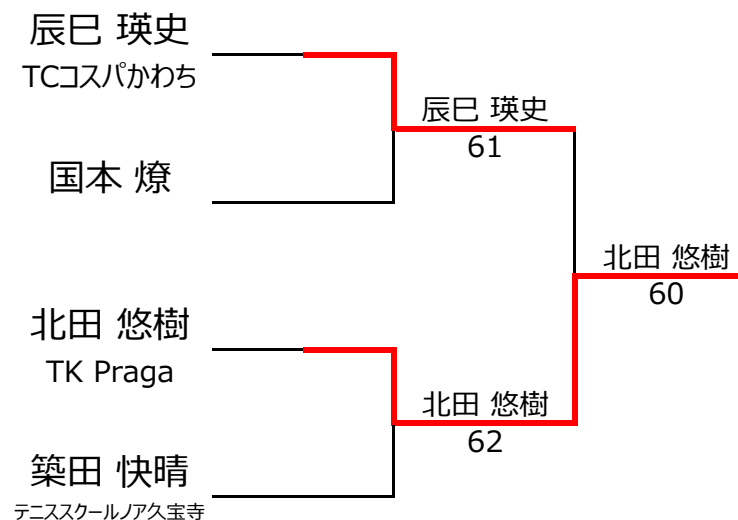 辰巳 瑛史
TCコスパかわち
国本 燎
北田 悠樹
TK Praga
築田 快晴
テニススクールノア久宝寺
辰巳 瑛史
61
北田 悠樹
62
北田 悠樹
60